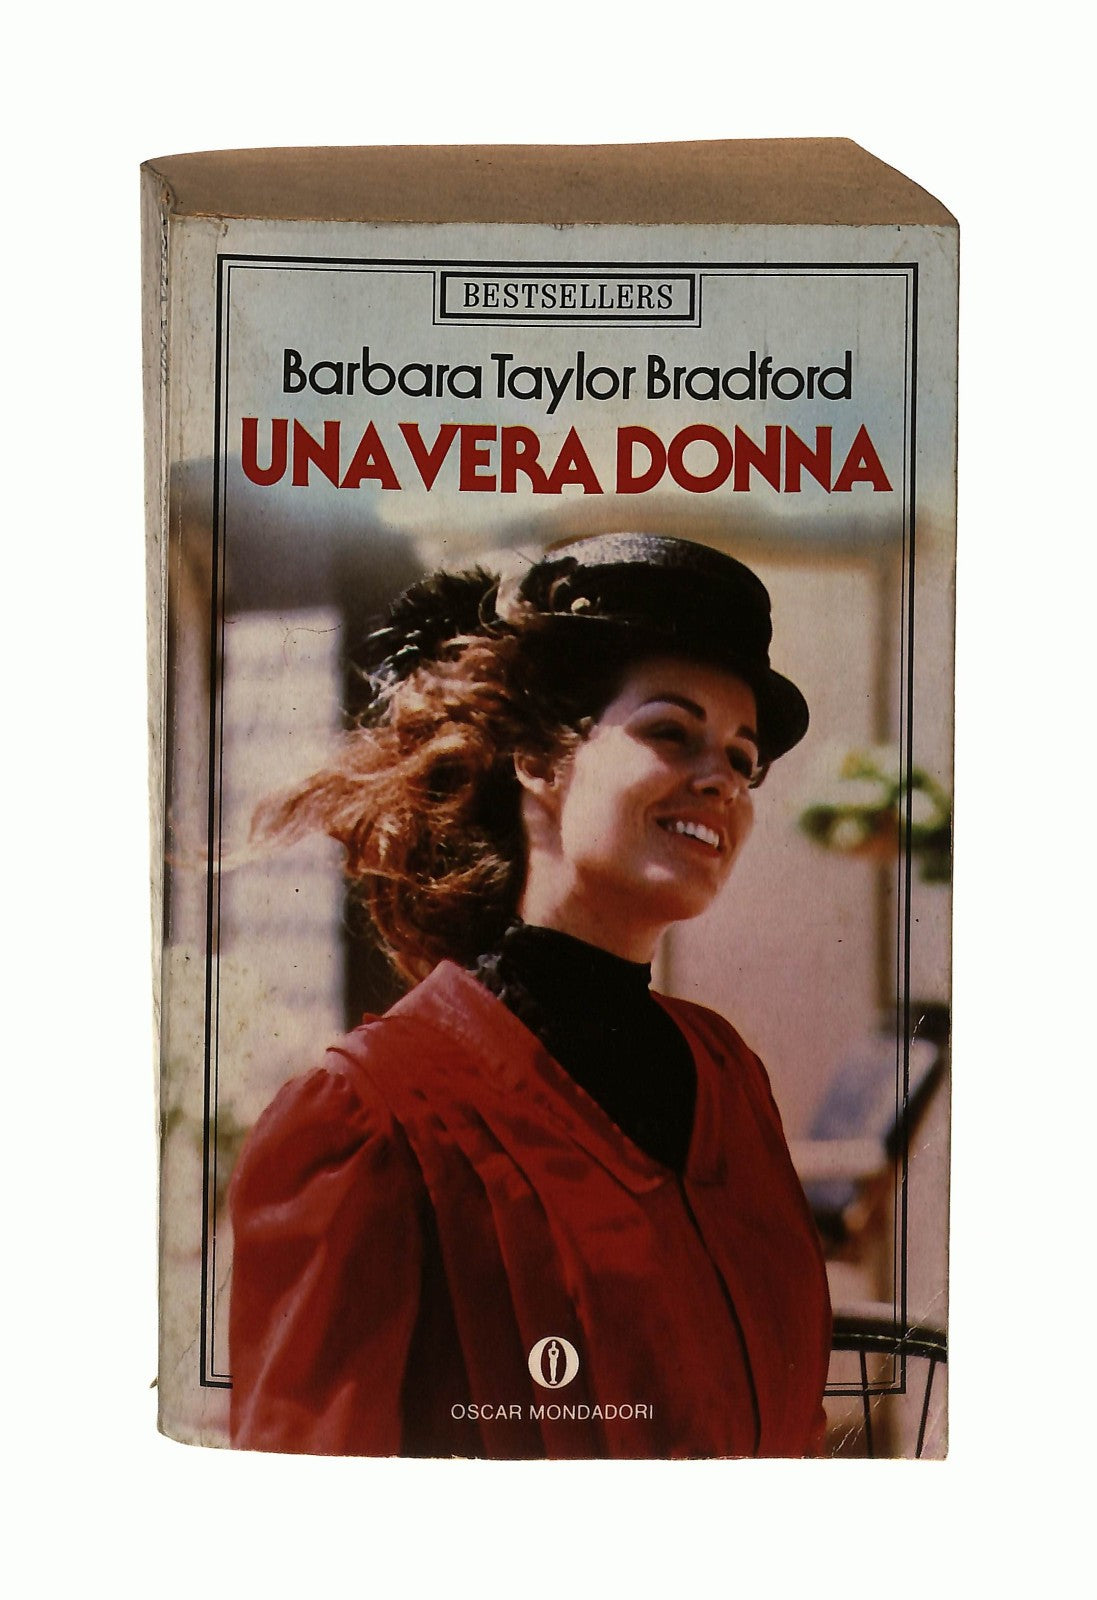 BESTSELLERS
Barbara Taylor Bradford
UNA VERA DONNA
OSCAR MONDADORI